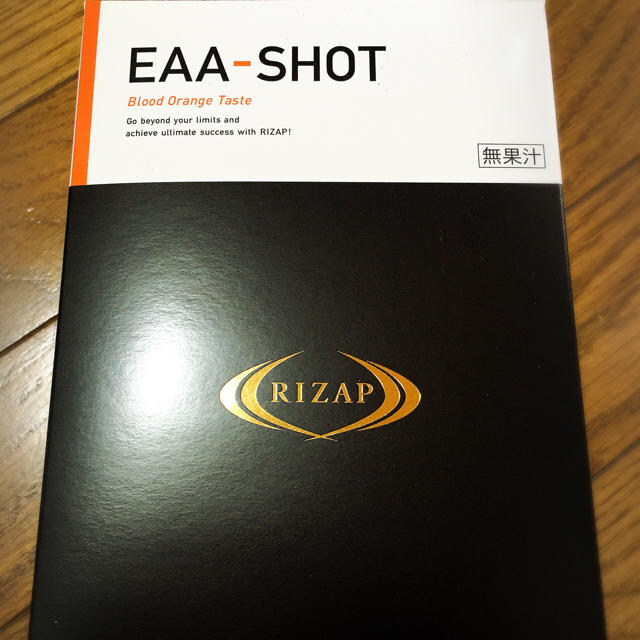 EAA-SHOT
Blood Orange Taste
Go beyond your limits and
achieve ultimate success with RIZAP!
無果汁
RIZAP